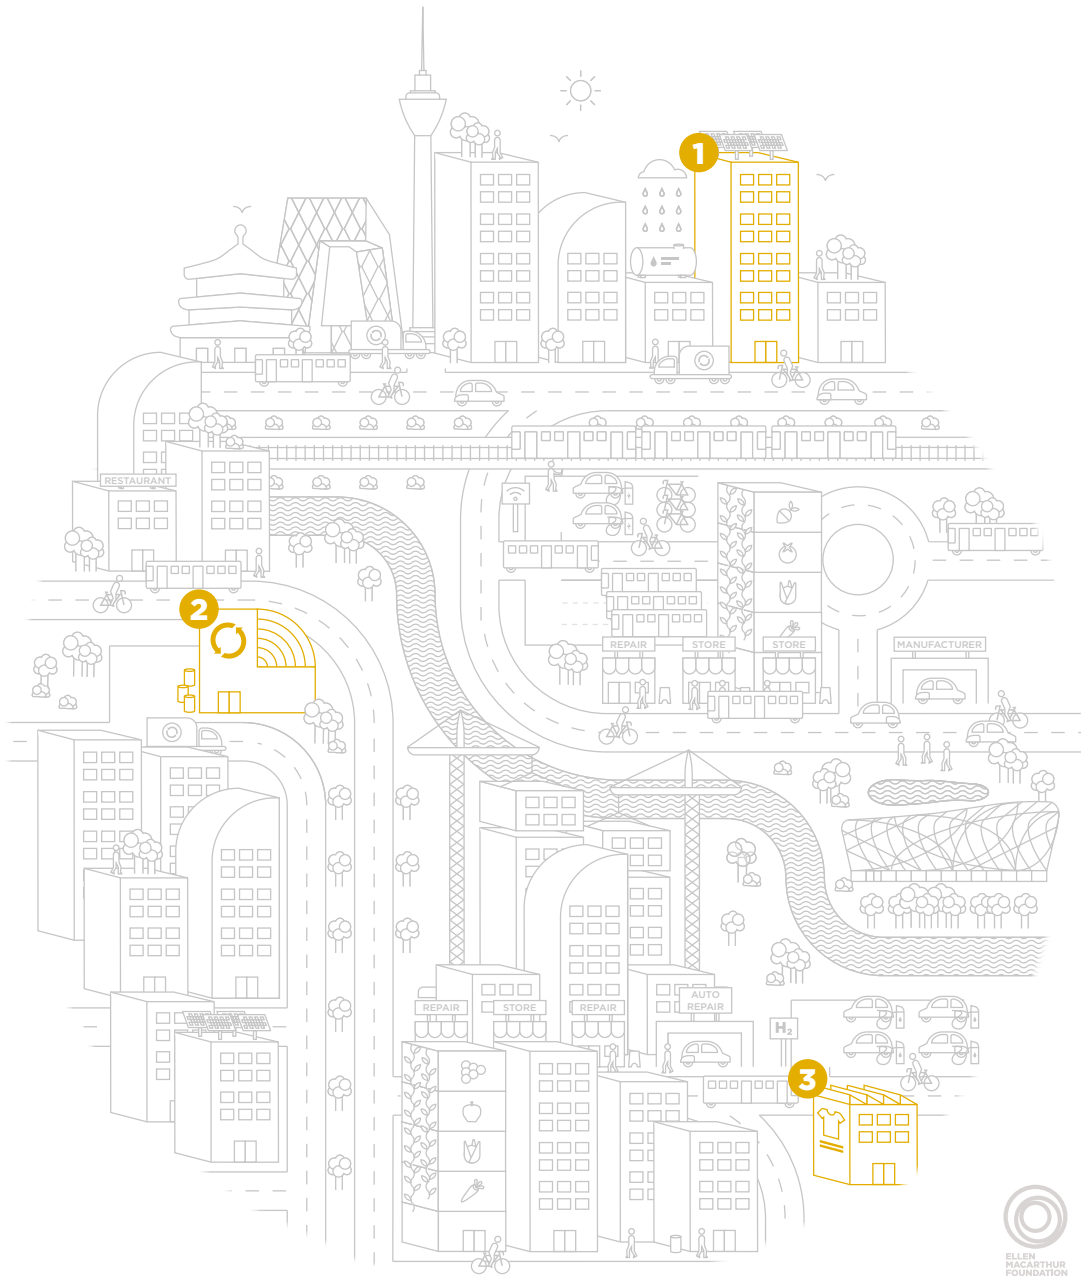 1
RESTAURANT
2
REPAIR
STORE
STORE
MANUFACTURER
REPAIR
STORE
REPAIR
AUTO
REPAIR
H2
3
ELLEN
MACARTHUR
FOUNDATION